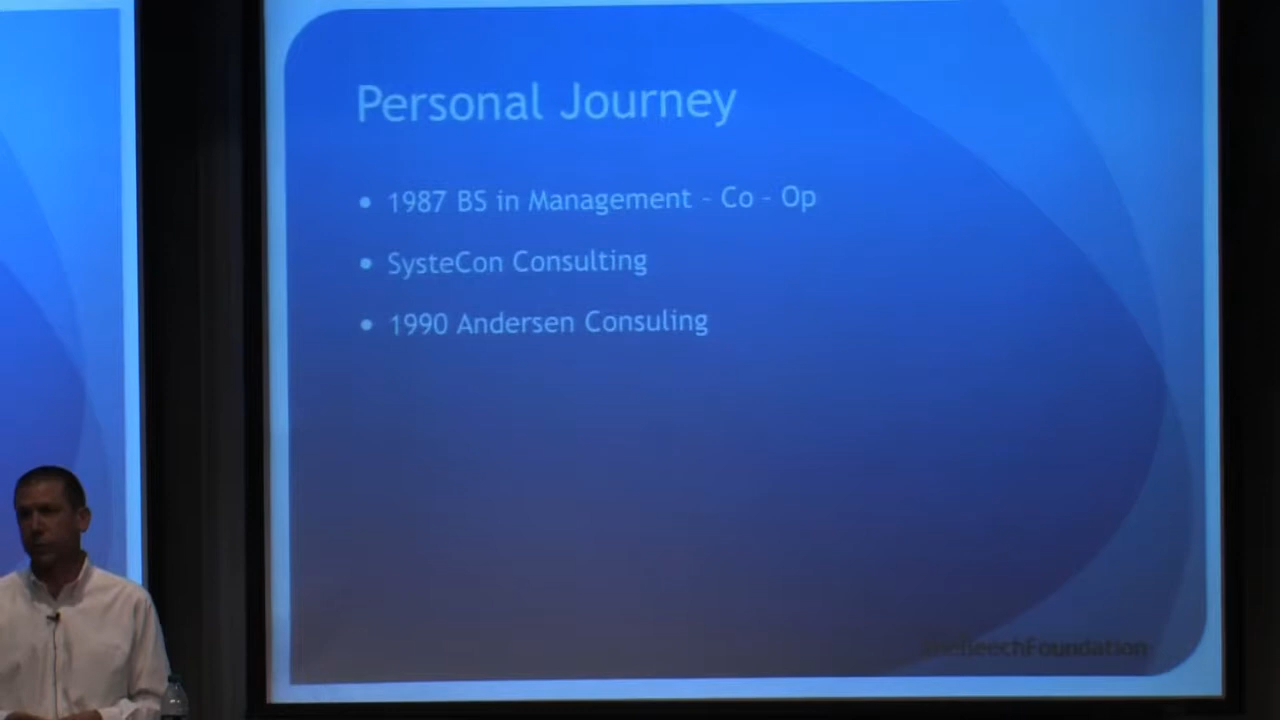 Personal Journey
• 1987 BS in Management – Co – Op
• SysteCon Consulting
• 1990 Andersen Consuling